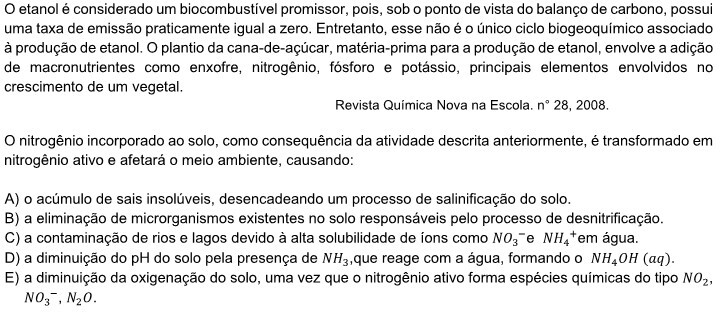 O etanol é considerado um biocombustível promissor, pois, sob o ponto de vista do balanço de carbono, possui
uma taxa de emissão praticamente igual a zero. Entretanto, esse não é o único ciclo biogeoquímico associado
à produção de etanol. O plantio da cana-de-açúcar, matéria-prima para a produção de etanol, envolve a adição
de macronutrientes como enxofre, nitrogênio, fósforo e potássio, principais elementos envolvidos no
crescimento de um vegetal.
Revista Química Nova na Escola. n° 28, 2008.
O nitrogênio incorporado ao solo, como consequência da atividade descrita anteriormente, é transformado em
nitrogênio ativo e afetará o meio ambiente, causando:
A) o acúmulo de sais insolúveis, desencadeando um processo de salinificação do solo.
B) a eliminação de microrganismos existentes no solo responsáveis pelo processo de desnitrificação.
C) a contaminação de rios e lagos devido à alta solubilidade de íons como NO₃⁻e NH₄⁺em água.
D) a diminuição do pH do solo pela presença de NH₃,que reage com a água, formando o NH₄OH (aq).
E) a diminuição da oxigenação do solo, uma vez que o nitrogênio ativo forma espécies químicas do tipo NO₂,
NO₃⁻, N₂O.